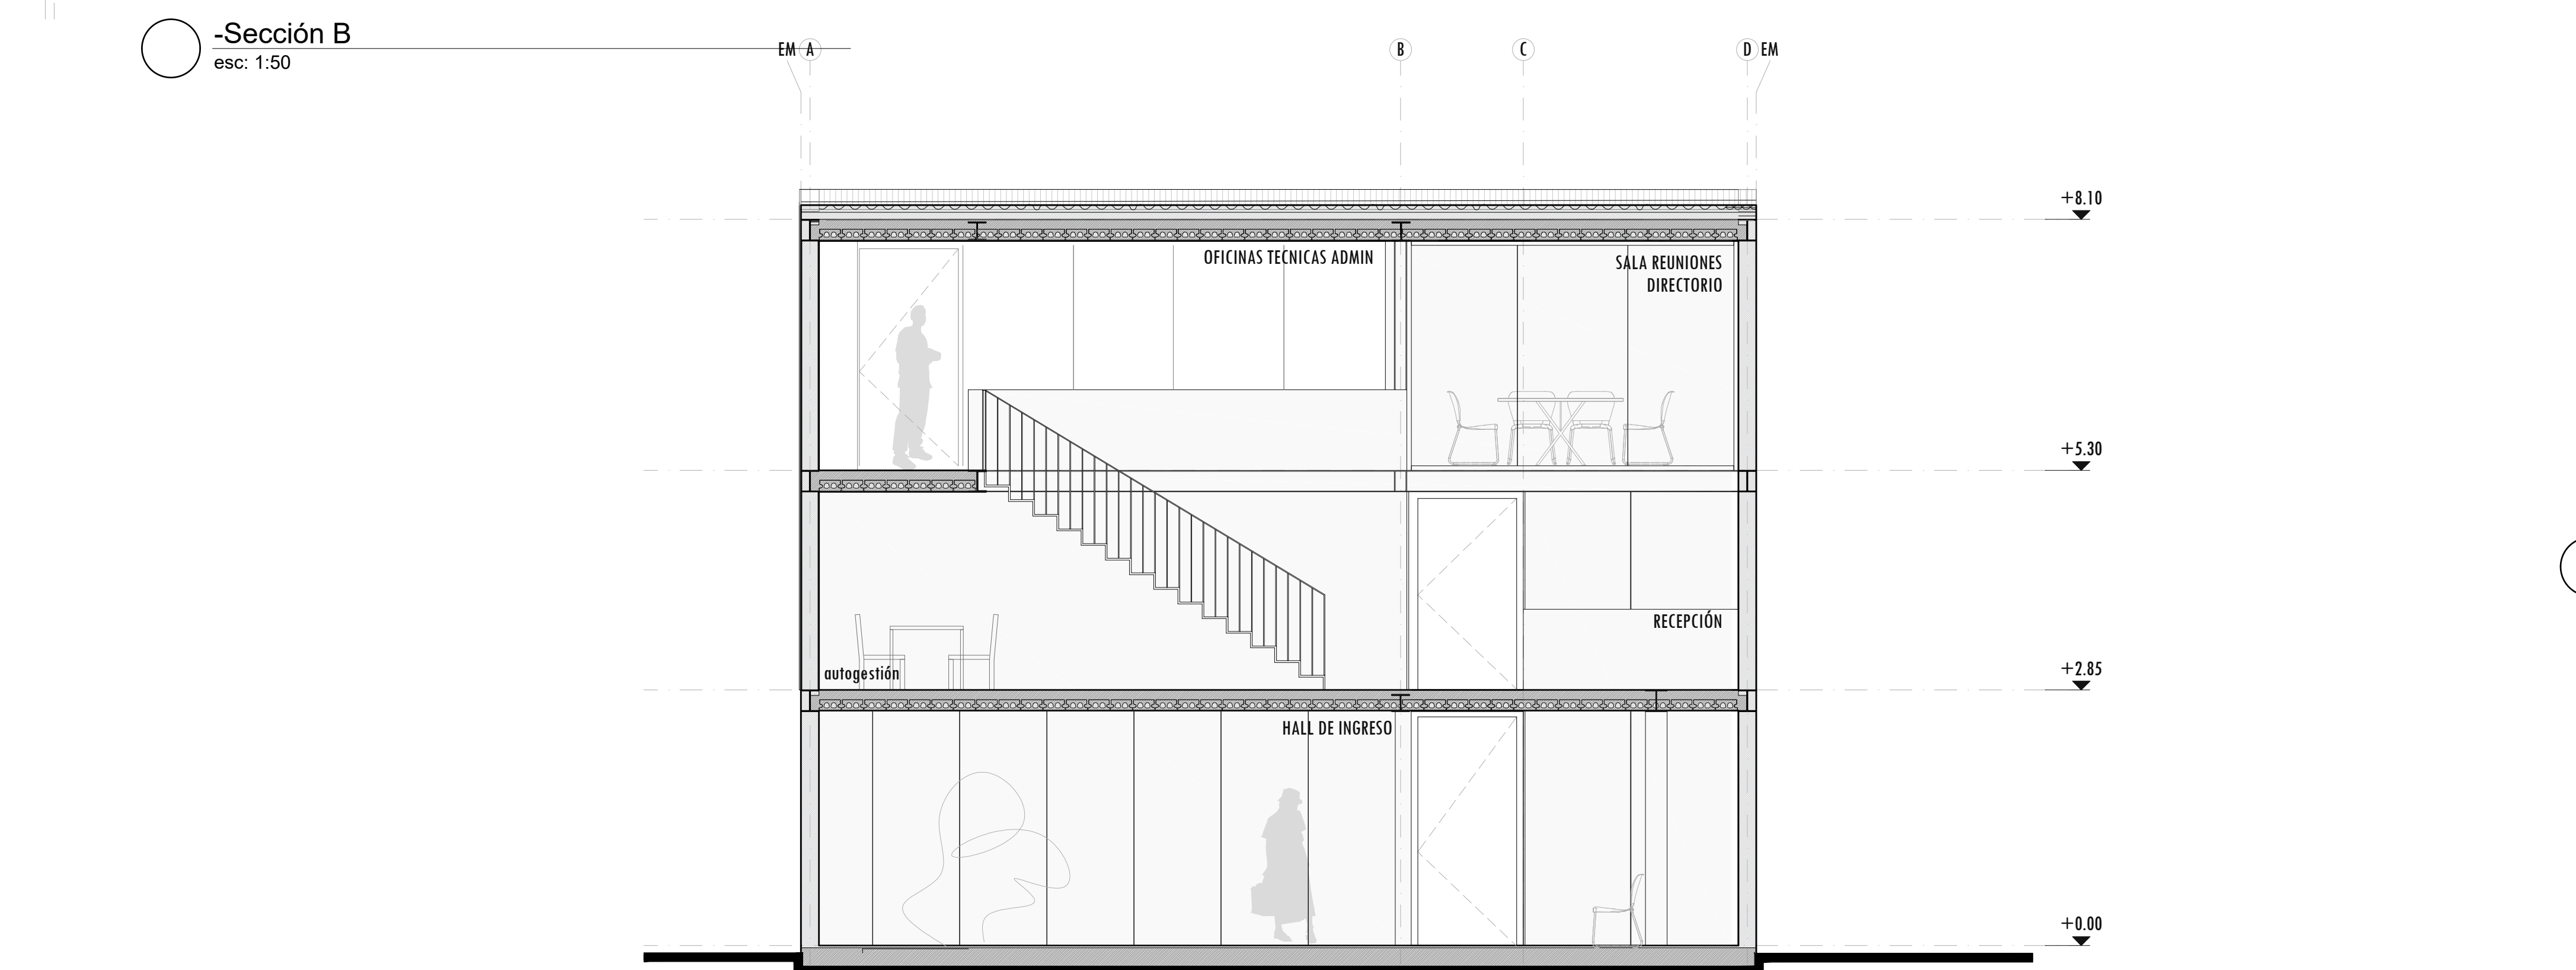 -Sección B
esc: 1:50
EM A B C D EM
+8.10
OFICINAS TECNICAS ADMIN
SALA REUNIONES
DIRECTORIO
+5.30
RECEPCIÓN
autogestión
+2.85
HALL DE INGRESO
+0.00